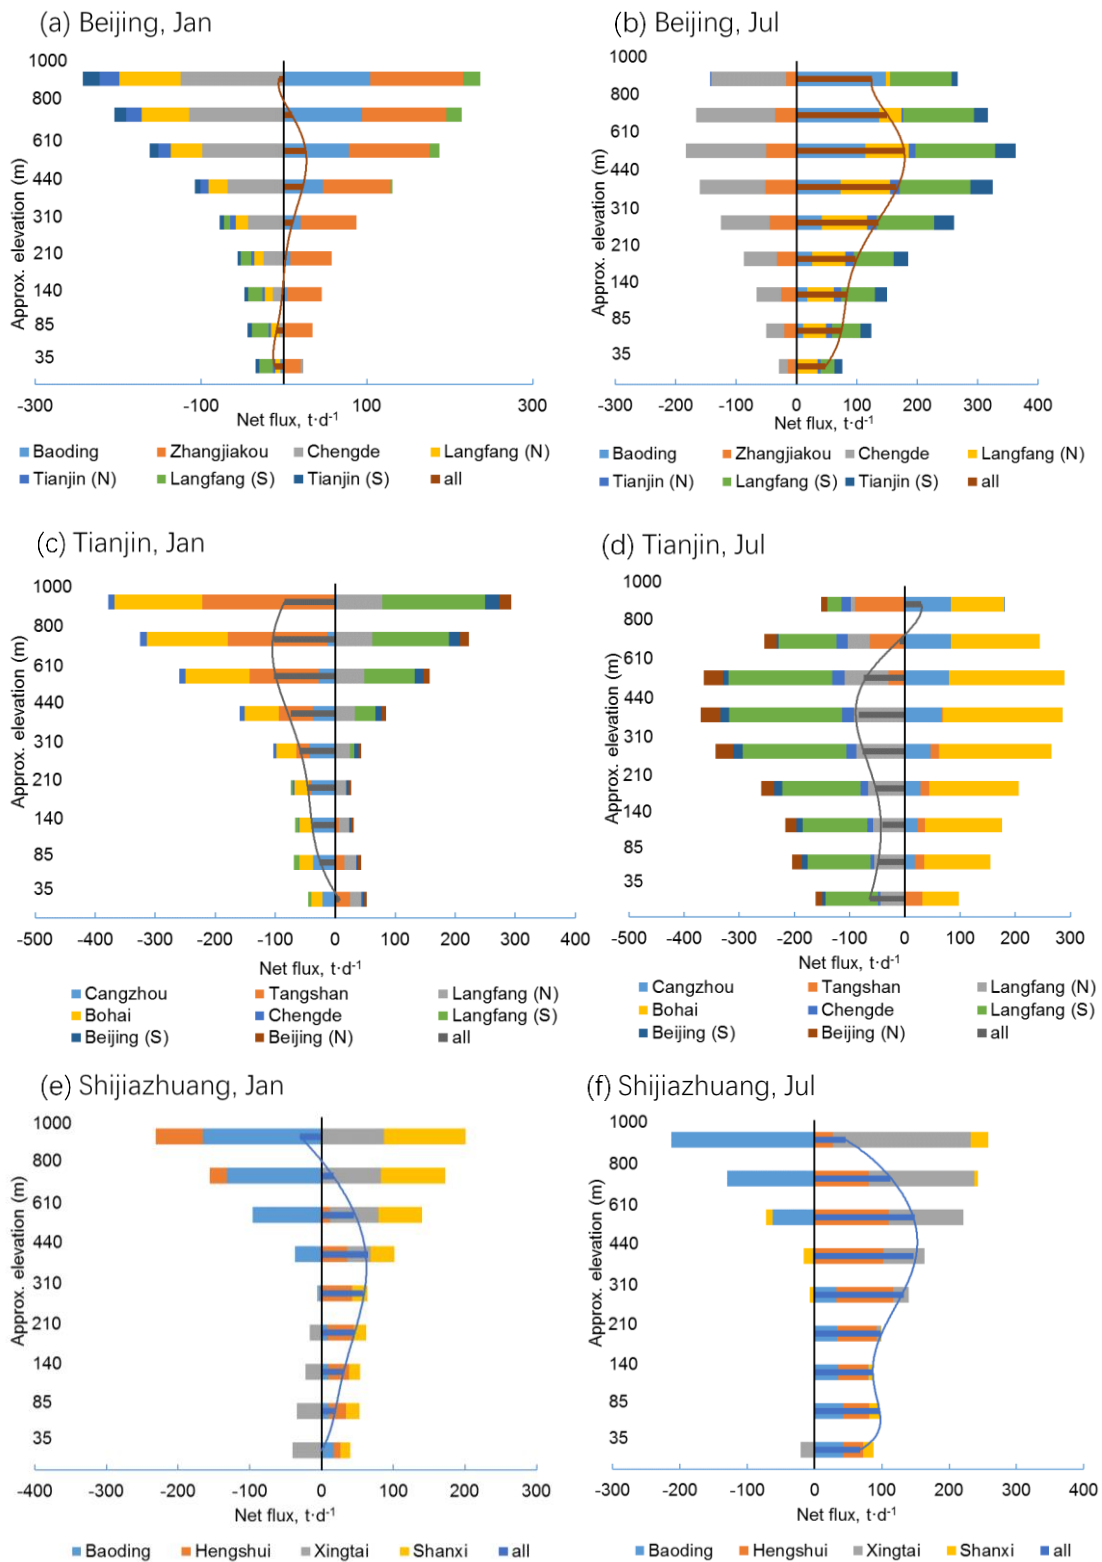 (a) Beijing, Jan
Approx. elevation (m)
1000
800
610
440
310
210
140
85
35
-300 -100 100 300
Net flux, t·d⁻¹
Baoding Zhangjiakou Chengde Langfang (N)
Tianjin (N) Langfang (S) Tianjin (S) all
(b) Beijing, Jul
Approx. elevation (m)
1000
800
610
440
310
210
140
85
35
-300 -200 -100 0 100 200 300 400
Net flux, t·d⁻¹
Baoding Zhangjiakou Chengde Langfang (N)
Tianjin (N) Langfang (S) Tianjin (S) all
(c) Tianjin, Jan
Approx. elevation (m)
1000
800
610
440
310
210
140
85
35
-500 -400 -300 -200 -100 0 100 200 300 400
Net flux, t·d⁻¹
Cangzhou Tangshan Langfang (N)
Bohai Chengde Langfang (S)
Beijing (S) Beijing (N) all
(d) Tianjin, Jul
Approx. elevation (m)
1000
800
610
440
310
210
140
85
35
-500 -400 -300 -200 -100 0 100 200 300
Net flux, t·d⁻¹
Cangzhou Tangshan Langfang (N)
Bohai Chengde Langfang (S)
Beijing (S) Beijing (N) all
(e) Shijiazhuang, Jan
Approx. elevation (m)
1000
800
610
440
310
210
140
85
35
-400 -300 -200 -100 0 100 200 300
Net flux, t·d⁻¹
Baoding Hengshui Xingtai Shanxi all
(f) Shijiazhuang, Jul
Approx. elevation (m)
1000
800
610
440
310
210
140
85
35
-300 -200 -100 0 100 200 300 400
Net flux, t·d⁻¹
Baoding Hengshui Xingtai Shanxi all